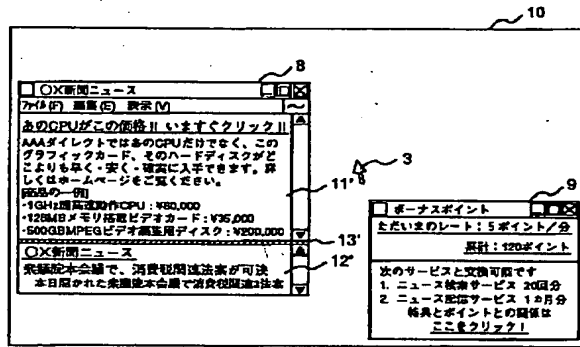 10
8
○×新聞ニュース
ファイル(F) 編集(E) 表示(V)
あのCPUがこの価格!! いますぐクリック!!
AAAダイレクトではあのCPUだけでなく、この
グラフィックカード、そのハードディスクがど
こよりも早く・安く・確実に入手できます。詳
しくはホームページをご覧ください。
[商品の一例]
・1GHz超高速動作CPU:¥80,000
・128MBメモリ搭載ビデオカード:¥35,000
・500GBMPEGビデオ録画用ディスク:¥200,000
11'
13'
○×新聞ニュース
衆議院本会議で、消費税関連法案が可決
本日開かれた衆議院本会議で消費税関連法案
12'
3
9
ボーナスポイント
ただいまのレート:5ポイント/分
累計:120ポイント
次のサービスと交換可能です
1. ニュース検索サービス 20回分
2. ニュース配信サービス 1ヵ月分
特典とポイントとの関係は
ここをクリック!